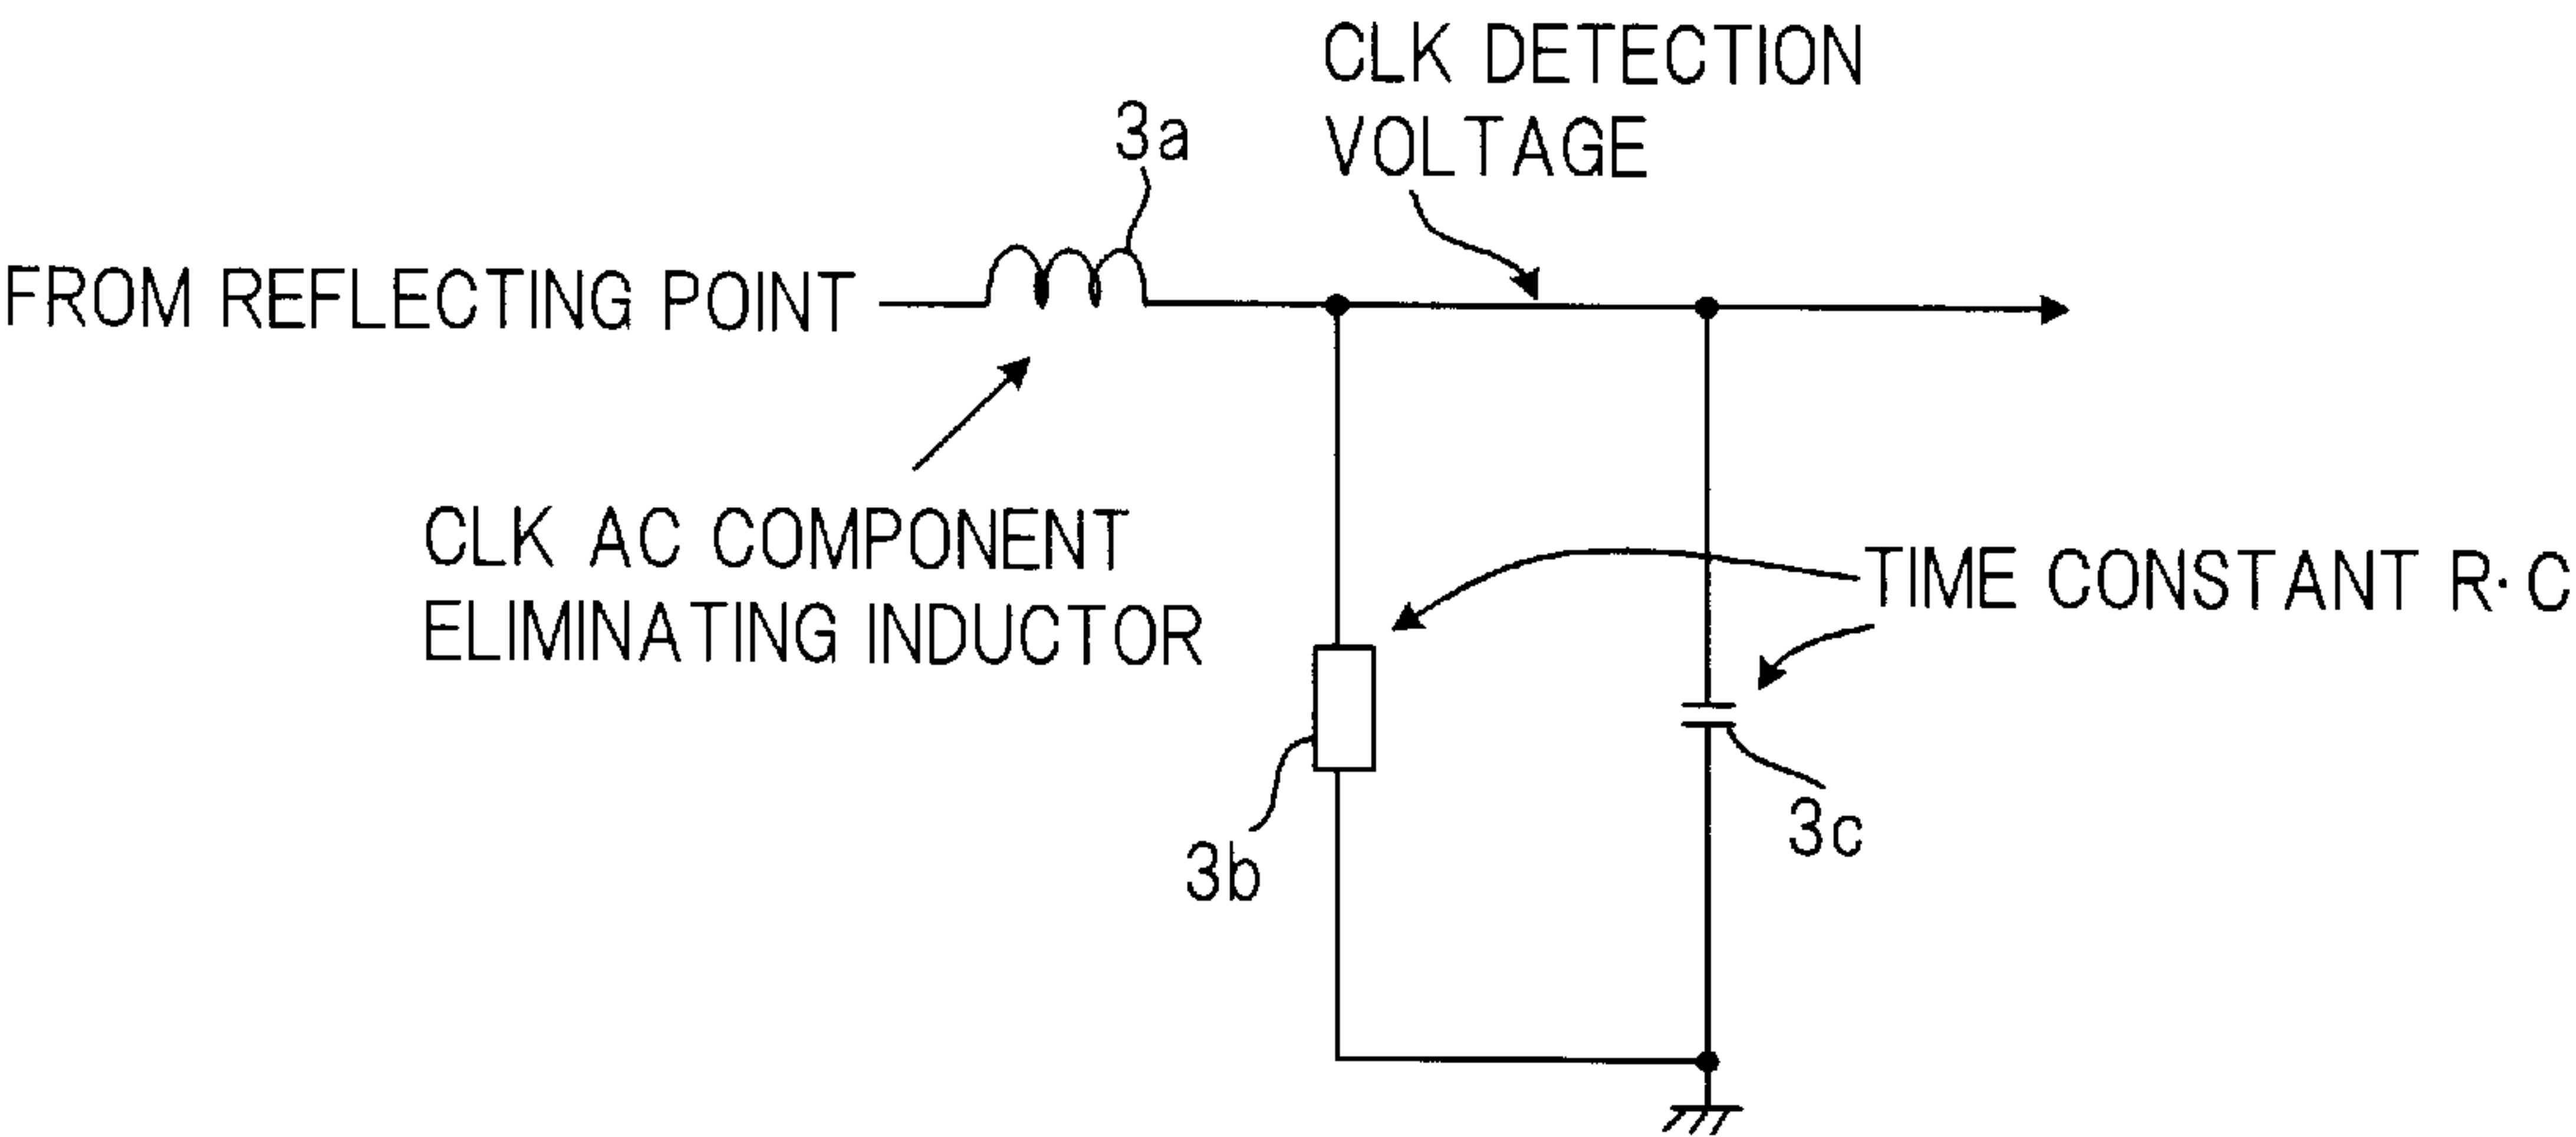 CLK DETECTION
VOLTAGE
3a
FROM REFLECTING POINT
CLK AC COMPONENT
ELIMINATING INDUCTOR
TIME CONSTANT R·C
3b
3c